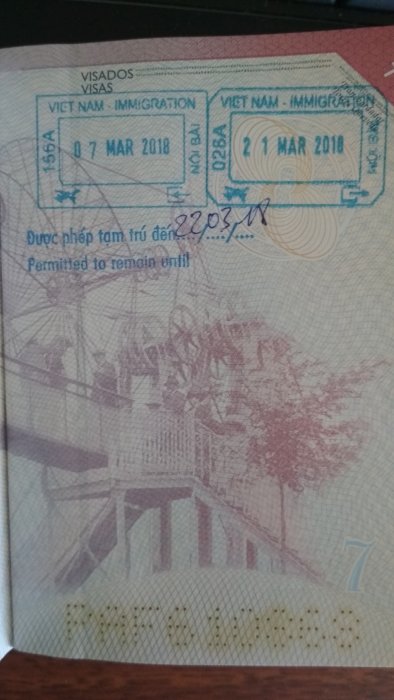 VISADOS
VISAS
VIET NAM - IMMIGRATION
166A
07 MAR 2018
NỘI BÀI
VIET NAM - IMMIGRATION
028A
21 MAR 2018
NỘI BÀI
Được phép tạm trú đến 22/03/18
Permitted to remain until
7